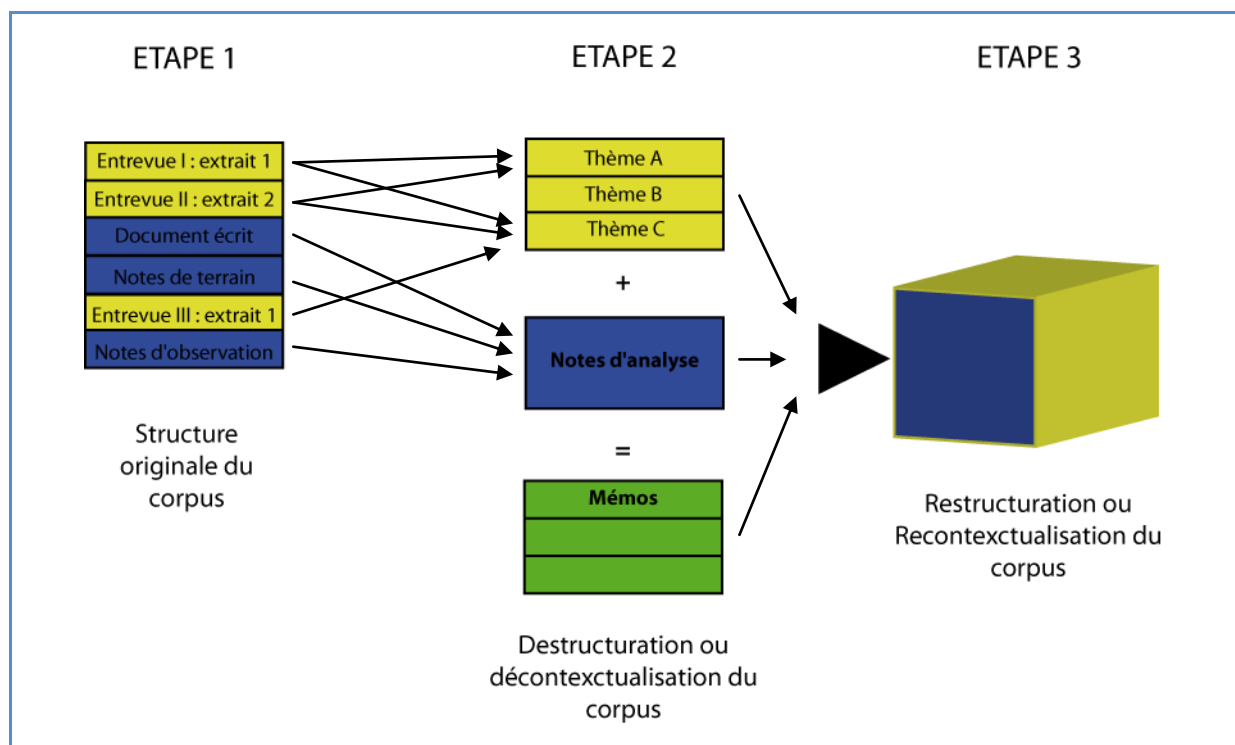 ETAPE 1
ETAPE 2
ETAPE 3
Entrevue I : extrait 1
Entrevue II : extrait 2
Document écrit
Notes de terrain
Entrevue III : extrait 1
Notes d'observation
Structure
originale du
corpus
Thème A
Thème B
Thème C
+
Notes d'analyse
=
Mémos
Destructuration ou
décontexctualisation du
corpus
Restructuration ou
Recontexctualisation du
corpus